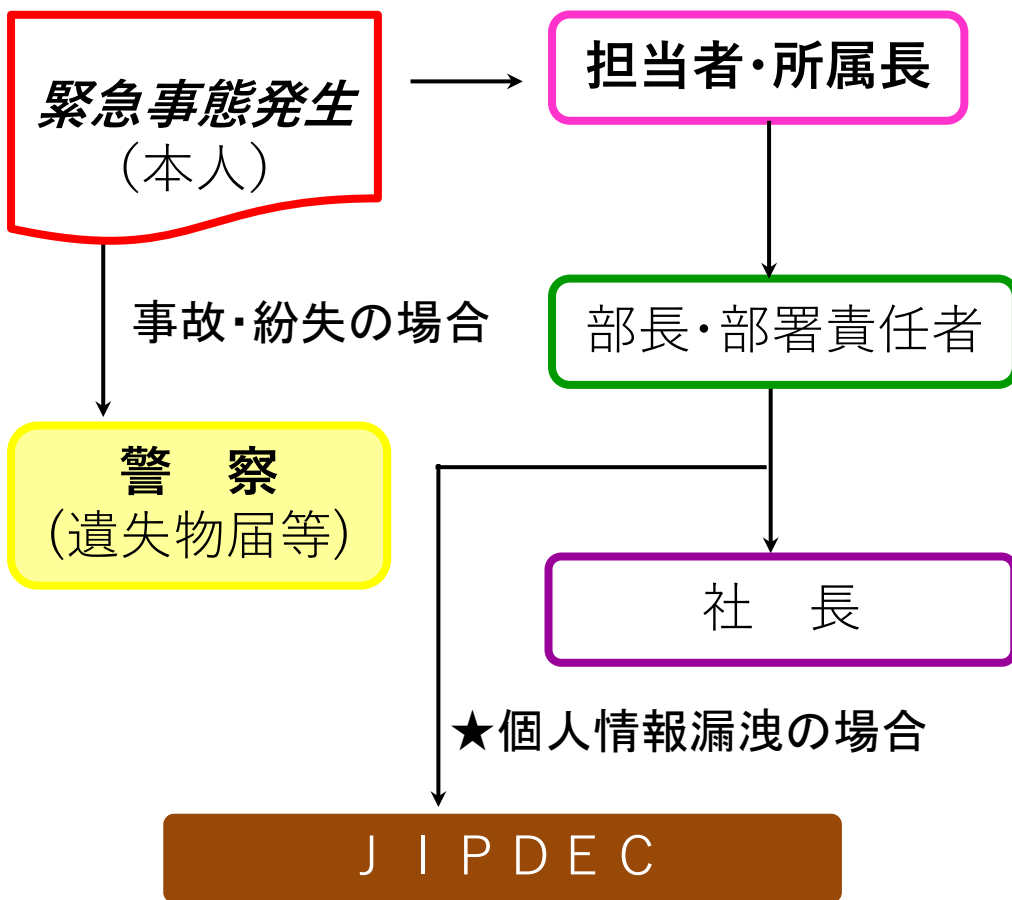 緊急事態発生
（本人）
担当者・所属長
事故・紛失の場合
部長・部署責任者
警　察
(遺失物届等)
社　長
★個人情報漏洩の場合
ＪＩＰＤＥＣ